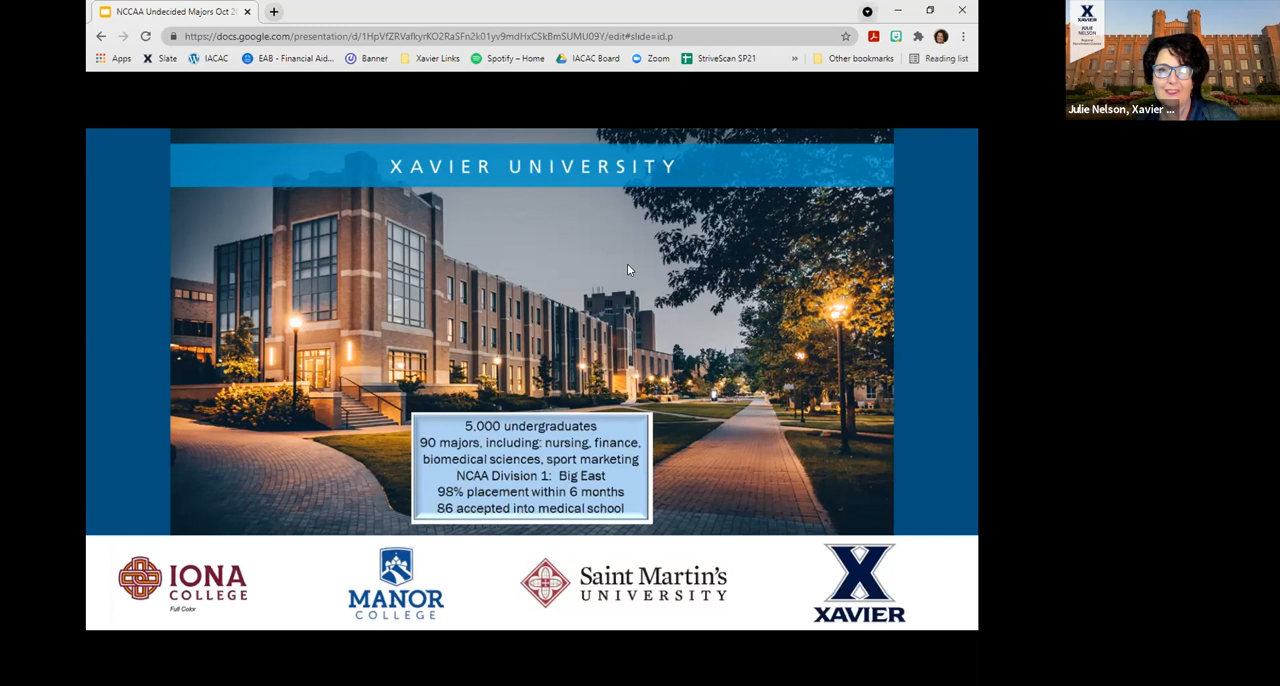 NCCAA Undecided Majors Oct 2
https://docs.google.com/presentation/d/1HpVfZRVafkyrKO2RaSFn2k01yv9mdHxCSkBmSUMU09Y/edit#slide=id.p
Apps Slate IACAC EAB - Financial Aid... Banner Xavier Links Spotify – Home IACAC Board Zoom StriveScan SP21 » Other bookmarks Reading list
XAVIER
JULIE
NELSON
Julie Nelson, Xavier ...
XAVIER UNIVERSITY
5,000 undergraduates
90 majors, including: nursing, finance,
biomedical sciences, sport marketing
NCAA Division 1: Big East
98% placement within 6 months
86 accepted into medical school
IONA
COLLEGE
Full Color
MANOR
COLLEGE
Saint Martin's
UNIVERSITY
XAVIER